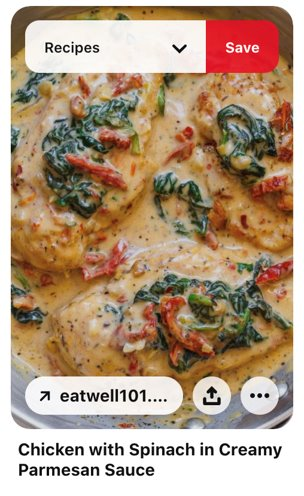 Recipes
Save
eatwell101....
Chicken with Spinach in Creamy
Parmesan Sauce